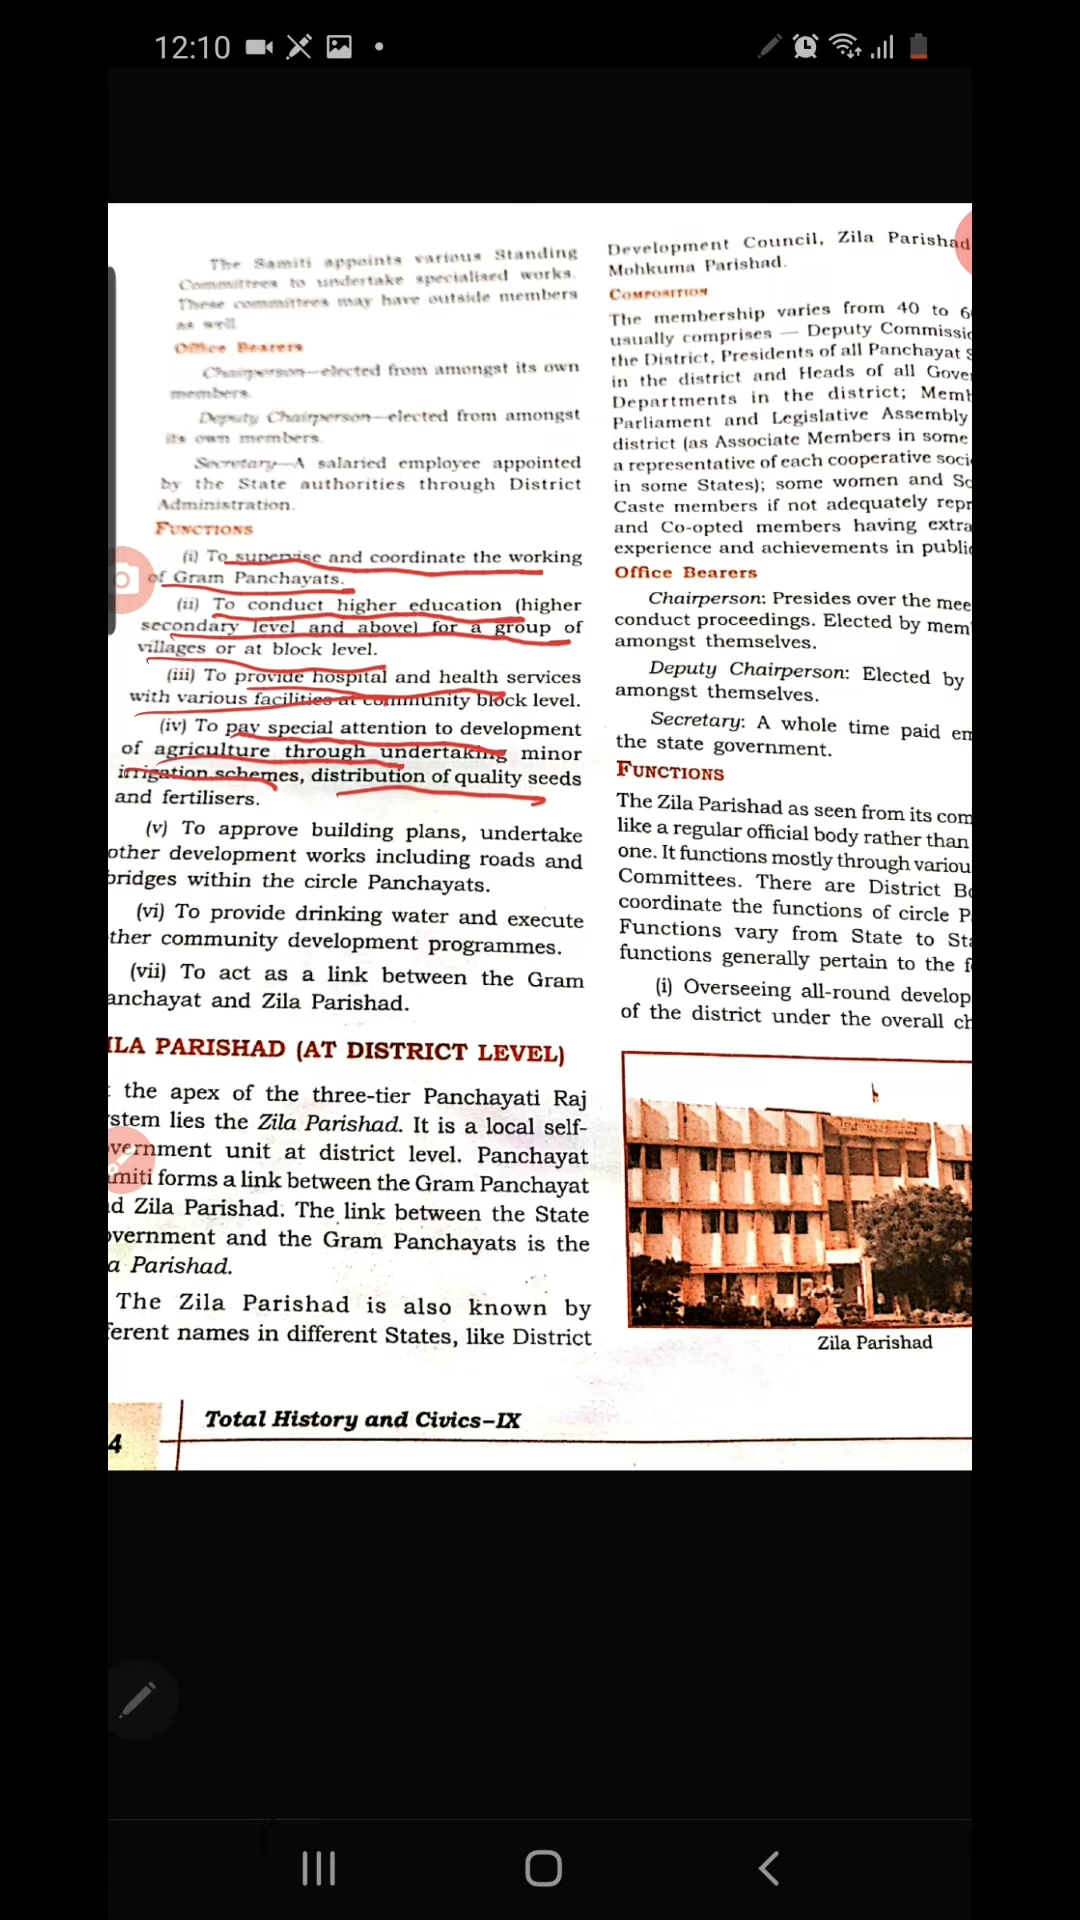 12:10
The Samiti appoints various Standing
Committees to undertake specialised works.
These committees may have outside members
as well
Office Bearers
Chairperson—elected from amongst its own
members.
Deputy Chairperson—elected from amongst
its own members.
Secretary—A salaried employee appointed
by the State authorities through District
Administration.
FUNCTIONS
(i) To supervise and coordinate the working
of Gram Panchayats.
(ii) To conduct higher education (higher
secondary level and above) for a group of
villages or at block level.
(iii) To provide hospital and health services
with various facilities at community block level.
(iv) To pay special attention to development
of agriculture through undertaking minor
irrigation schemes, distribution of quality seeds
and fertilisers.
(v) To approve building plans, undertake
other development works including roads and
bridges within the circle Panchayats.
(vi) To provide drinking water and execute
ther community development programmes.
(vii) To act as a link between the Gram
anchayat and Zila Parishad.
ILA PARISHAD (AT DISTRICT LEVEL)
the apex of the three-tier Panchayati Raj
stem lies the Zila Parishad. It is a local self-
vernment unit at district level. Panchayat
miti forms a link between the Gram Panchayat
d Zila Parishad. The link between the State
overnment and the Gram Panchayats is the
a Parishad.
The Zila Parishad is also known by
ferent names in different States, like District
Development Council, Zila Parishad
Mohkuma Parishad.
COMPOSITION
The membership varies from 40 to 6
usually comprises — Deputy Commissio
the District, Presidents of all Panchayat S
in the district and Heads of all Gove
Departments in the district; Memb
Parliament and Legislative Assembly
district (as Associate Members in some
a representative of each cooperative soci
in some States); some women and Sc
Caste members if not adequately repr
and Co-opted members having extra
experience and achievements in public
Office Bearers
Chairperson: Presides over the mee
conduct proceedings. Elected by mem
amongst themselves.
Deputy Chairperson: Elected by
amongst themselves.
Secretary: A whole time paid em
the state government.
FUNCTIONS
The Zila Parishad as seen from its com
like a regular official body rather than
one. It functions mostly through variou
Committees. There are District Bo
coordinate the functions of circle P
Functions vary from State to Sta
functions generally pertain to the f
(i) Overseeing all-round develop
of the district under the overall ch
Zila Parishad
Total History and Civics–IX
4